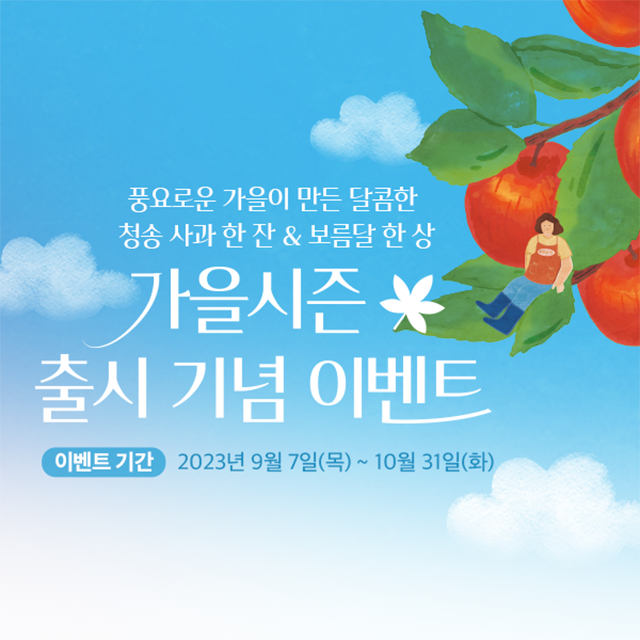 풍요로운 가을이 만든 달콤한
청송 사과 한 잔 & 보름달 한 상
가을시즌
출시 기념 이벤트
이벤트 기간 2023년 9월 7일(목) ~ 10월 31일(화)